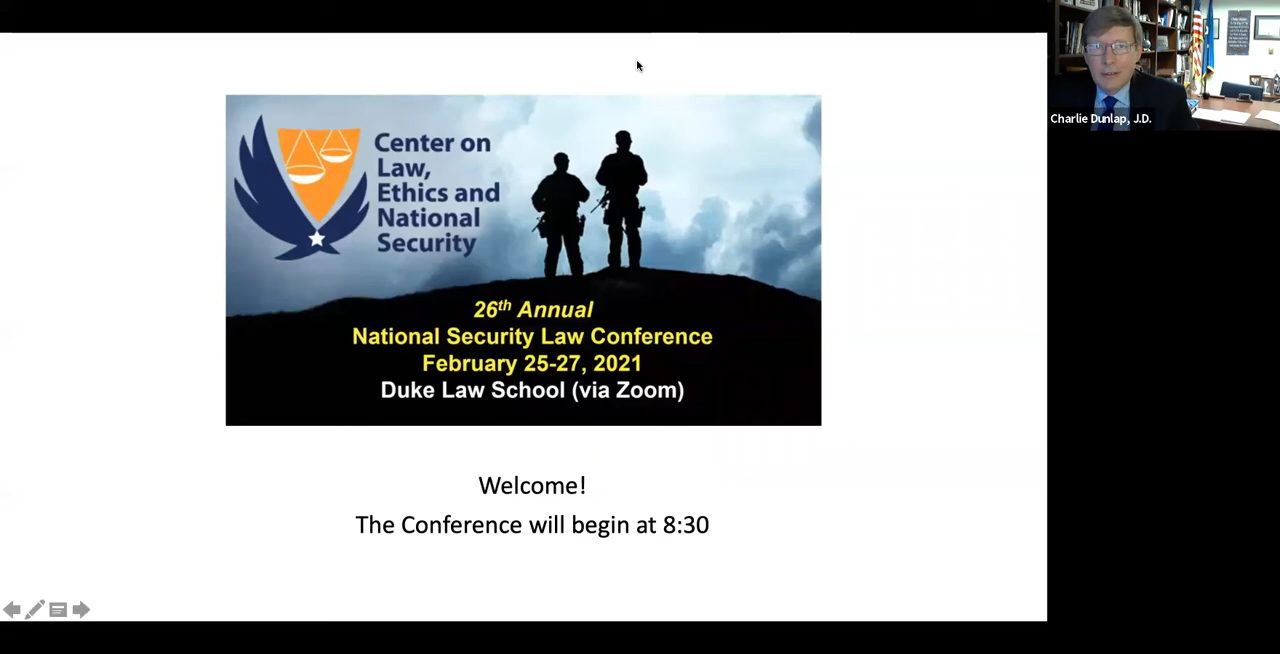 Center on
Law,
Ethics and
National
Security
26th Annual
National Security Law Conference
February 25-27, 2021
Duke Law School (via Zoom)
Welcome!
The Conference will begin at 8:30
Charlie Dunlap, J.D.